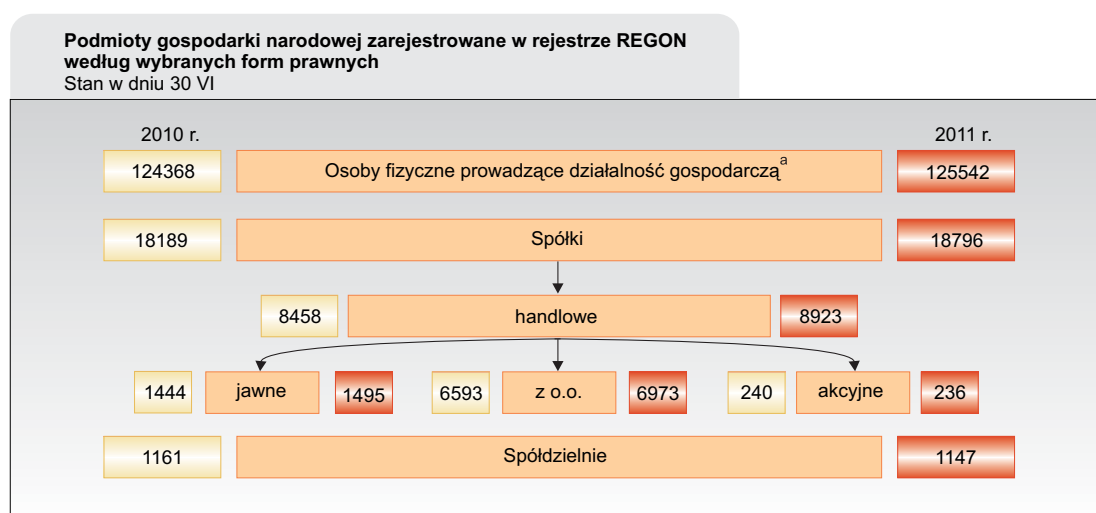 Podmioty gospodarki narodowej zarejestrowane w rejestrze REGON
według wybranych form prawnych
Stan w dniu 30 VI
2010 r. 2011 r.
124368 Osoby fizyczne prowadzące działalność gospodarczą a 125542
18189 Spółki 18796
8458 handlowe 8923
1444 jawne 1495 6593 z o.o. 6973 240 akcyjne 236
1161 Spółdzielnie 1147